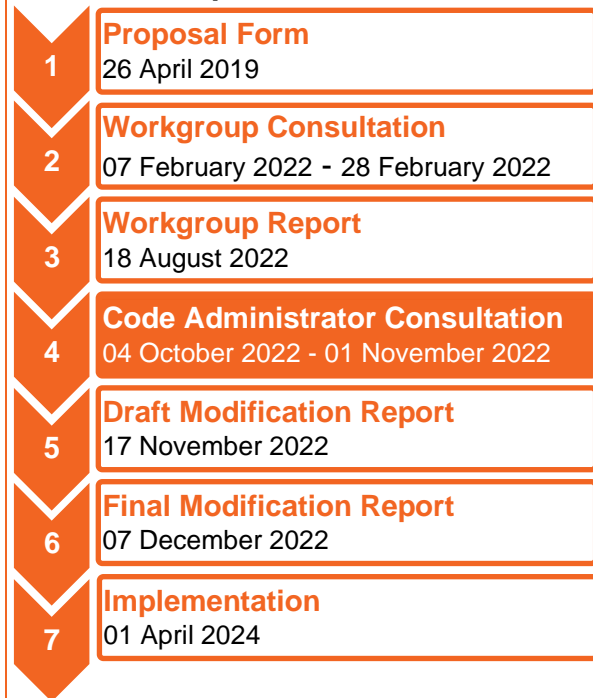 1
Proposal Form
26 April 2019
2
Workgroup Consultation
07 February 2022 - 28 February 2022
3
Workgroup Report
18 August 2022
4
Code Administrator Consultation
04 October 2022 - 01 November 2022
5
Draft Modification Report
17 November 2022
6
Final Modification Report
07 December 2022
7
Implementation
01 April 2024